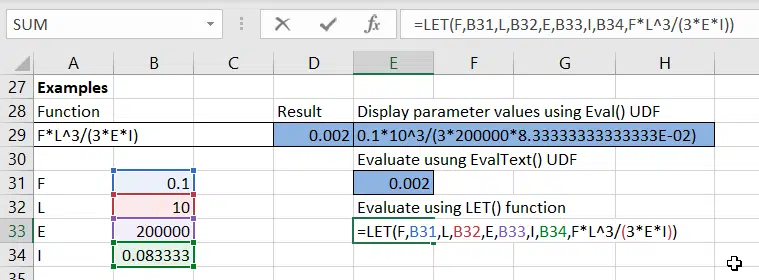 SUM fx =LET(F,B31,L,B32,E,B33,I,B34,F*L^3/(3*E*I))
A B C D E F G H
27 Examples
28 Function Result Display parameter values using Eval() UDF
29 F*L^3/(3*E*I) 0.002 0.1*10^3/(3*200000*8.33333333333333E-02)
30 Evaluate usung EvalText() UDF
31 F 0.1 0.002
32 L 10 Evaluate using LET() function
33 E 200000 =LET(F,B31,L,B32,E,B33,I,B34,F*L^3/(3*E*I))
34 I 0.083333
35